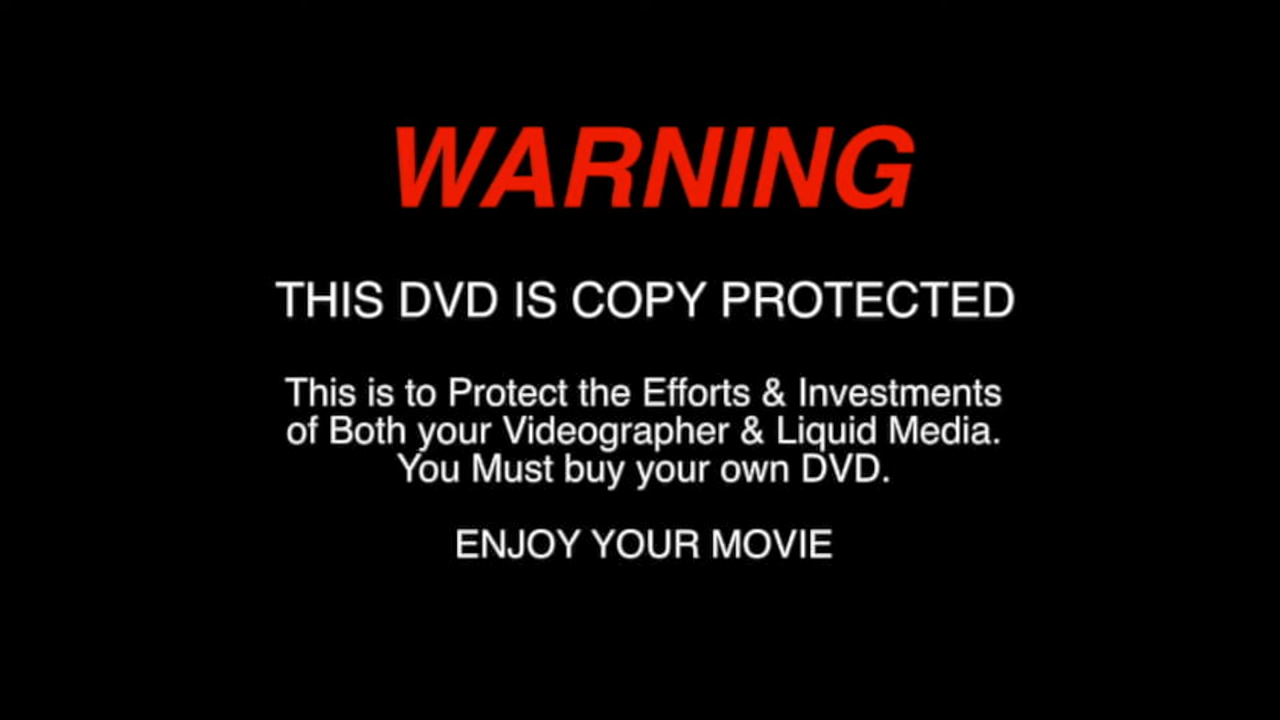 WARNING
THIS DVD IS COPY PROTECTED
This is to Protect the Efforts & Investments
of Both your Videographer & Liquid Media.
You Must buy your own DVD.
ENJOY YOUR MOVIE